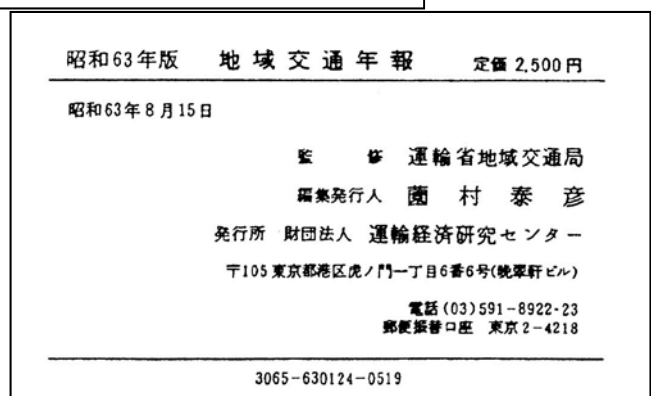 昭和63年版 地域交通年報 定価 2,500円
昭和63年8月15日
監修 運輸省地域交通局
編集発行人 薗村泰彦
発行所 財団法人 運輸経済研究センター
〒105 東京都港区虎ノ門一丁目6番6号(晩翠軒ビル)
電話(03)591-8922・23
郵便振替口座 東京2-4218
3065-630124-0519